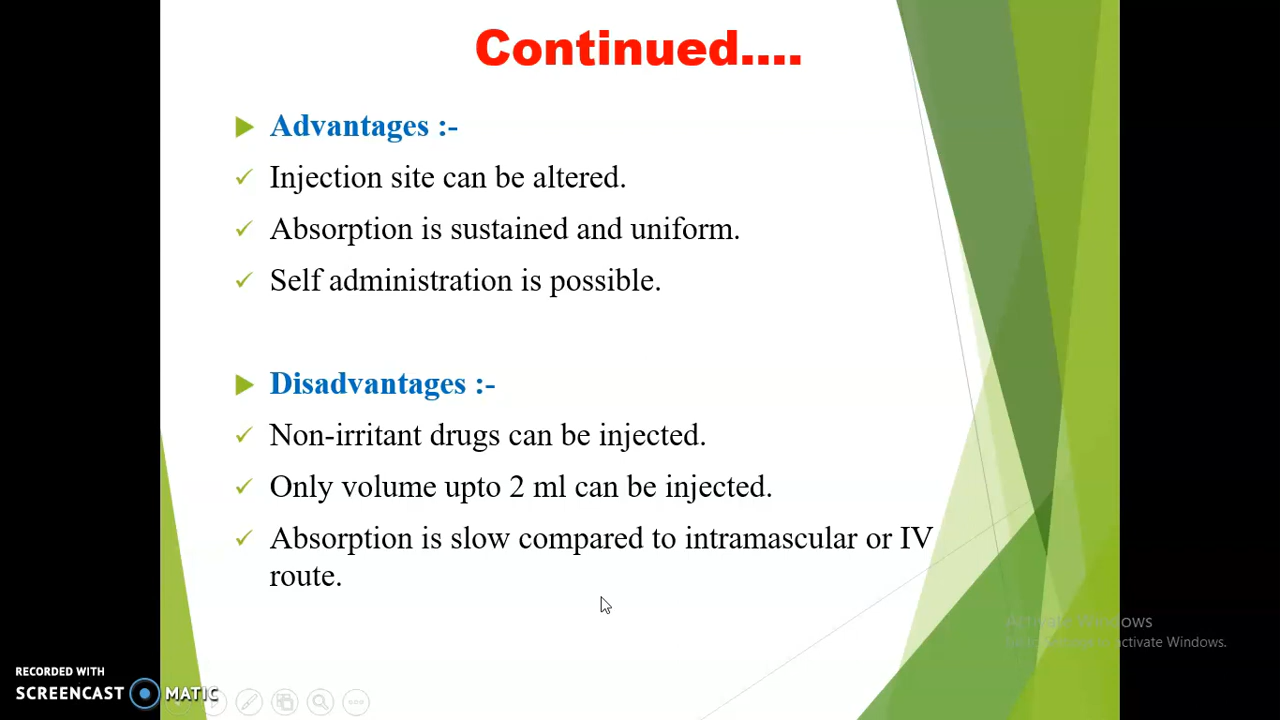 Continued....
Advantages :-
Injection site can be altered.
Absorption is sustained and uniform.
Self administration is possible.
Disadvantages :-
Non-irritant drugs can be injected.
Only volume upto 2 ml can be injected.
Absorption is slow compared to intramascular or IV
route.
Activate Windows
activate Windows.
RECORDED WITH
SCREENCAST MATIC